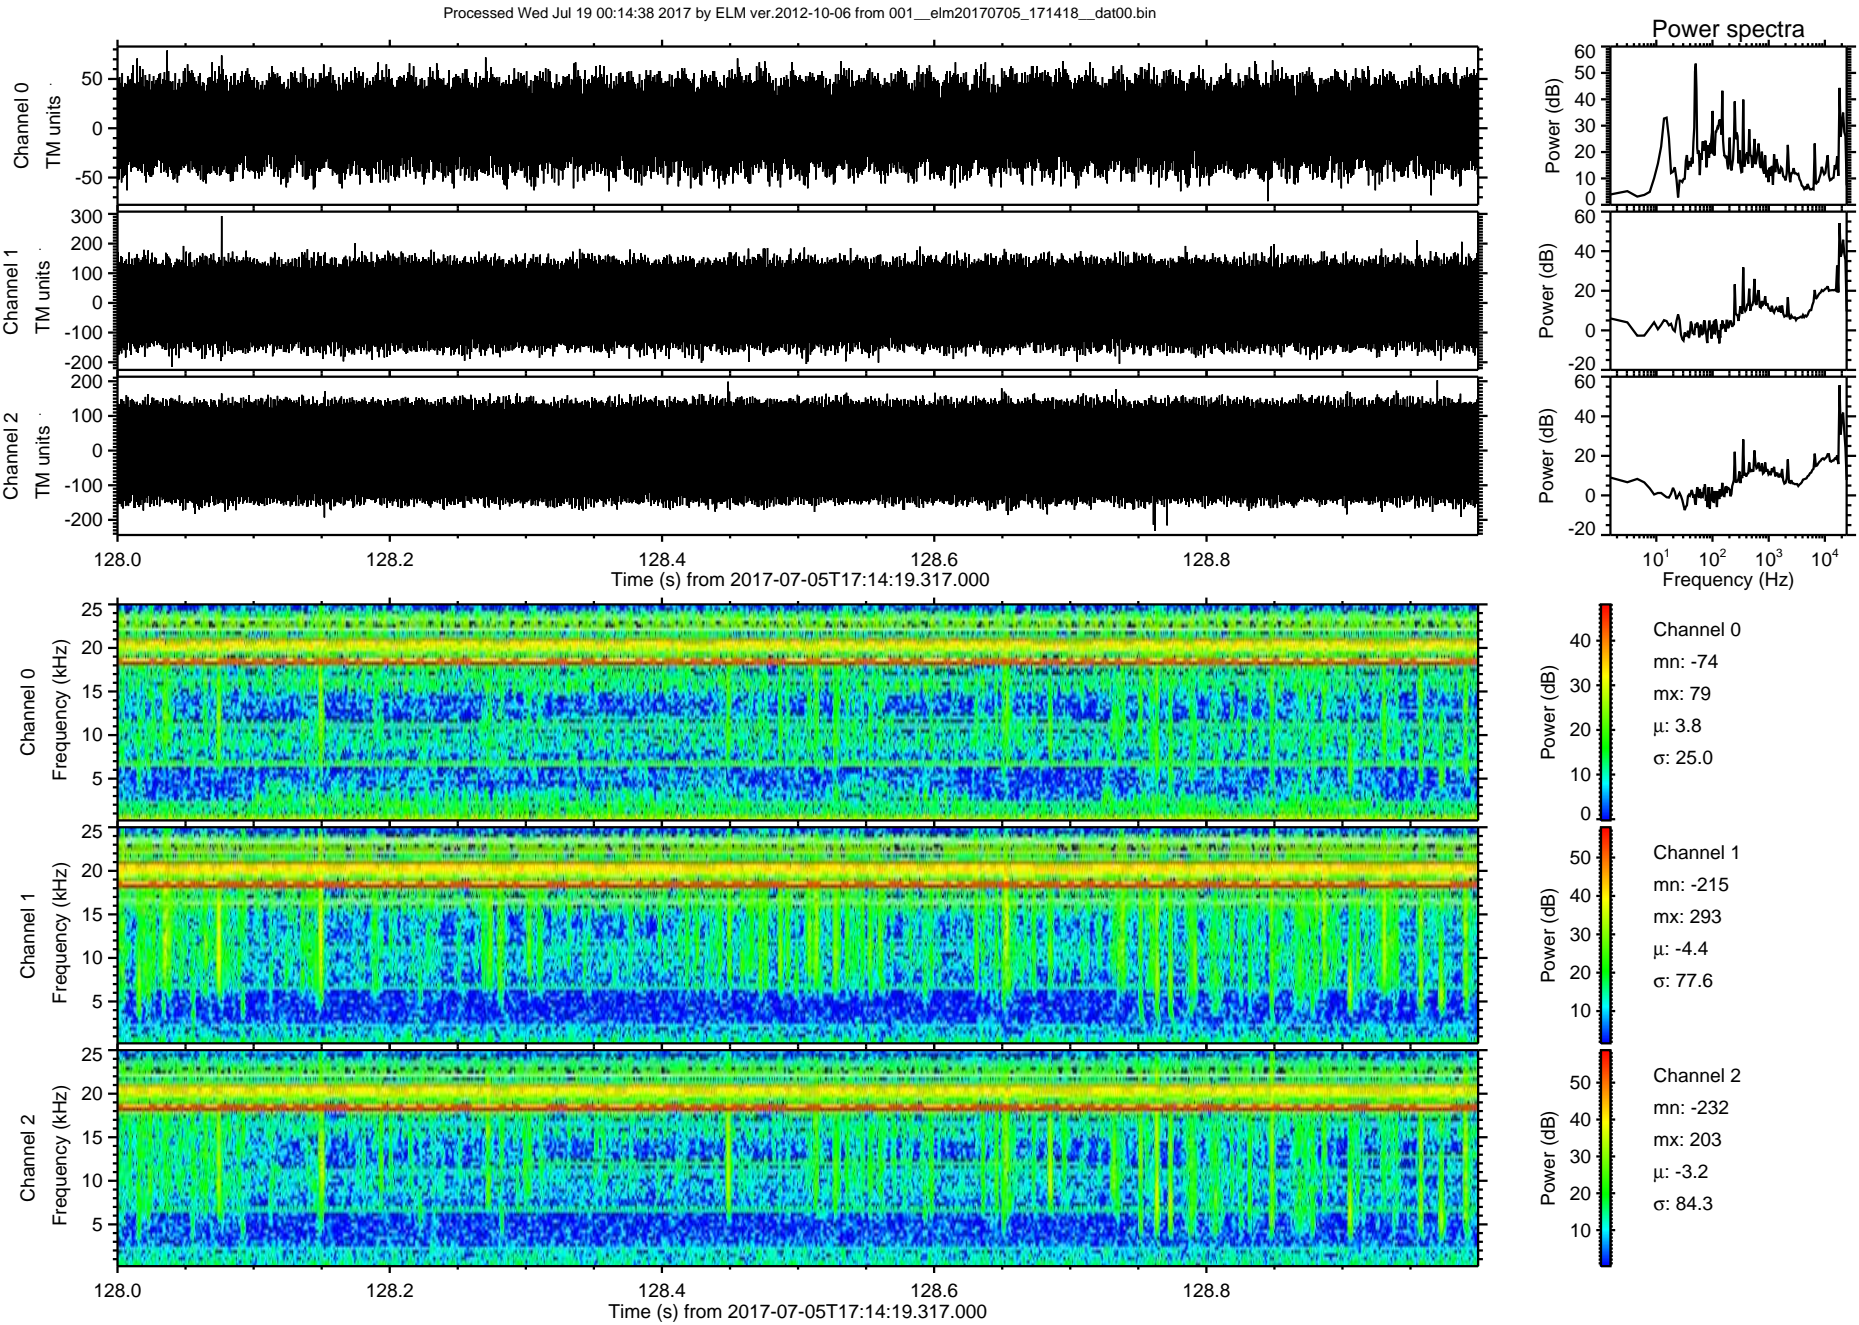 Processed Wed Jul 19 00:14:38 2017 by ELM ver.2012-10-06 from 001__elm20170705_171418__dat00.bin
Power spectra
Channel 0
TM units
50
0
-50
Power (dB)
60
50
40
30
20
10
0
Channel 1
TM units
300
200
100
0
-100
-200
Power (dB)
60
40
20
0
-20
Channel 2
TM units
200
100
0
-100
-200
Power (dB)
60
40
20
0
-20
128.0 128.2 128.4 128.6 128.8
Time (s) from 2017-07-05T17:14:19.317.000
10¹ 10² 10³ 10⁴
Frequency (Hz)
Channel 0
Frequency (kHz)
25
20
15
10
5
Power (dB)
40
30
20
10
0
Channel 0
mn: -74
mx: 79
μ: 3.8
σ: 25.0
Channel 1
Frequency (kHz)
25
20
15
10
5
Power (dB)
50
40
30
20
10
Channel 1
mn: -215
mx: 293
μ: -4.4
σ: 77.6
Channel 2
Frequency (kHz)
25
20
15
10
5
Power (dB)
50
40
30
20
10
Channel 2
mn: -232
mx: 203
μ: -3.2
σ: 84.3
128.0 128.2 128.4 128.6 128.8
Time (s) from 2017-07-05T17:14:19.317.000